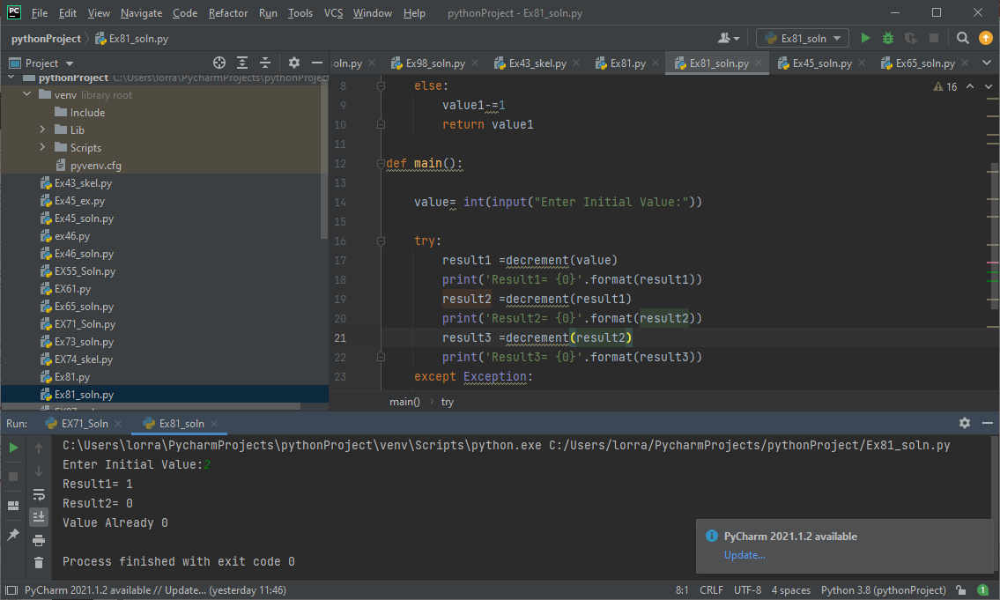 PC File Edit View Navigate Code Refactor Run Tools VCS Window Help pythonProject - Ex81_soln.py
pythonProject Ex81_soln.py Ex81_soln
Project
oln.py Ex98_soln.py Ex43_skel.py Ex81.py Ex81_soln.py Ex45_soln.py Ex65_soln.py
pythonProject C:\Users\lorra\PycharmProjects\pythonProject
venv library root
Include
Lib
Scripts
pyvenv.cfg
Ex43_skel.py
Ex45_ex.py
Ex45_soln.py
ex46.py
Ex46_soln.py
EX55_Soln.py
EX61.py
Ex65_soln.py
EX71_Soln.py
Ex73_soln.py
EX74_skel.py
Ex81.py
Ex81_soln.py
16
8 else:
9 value1-=1
10 return value1
11
12 def main():
13
14 value= int(input("Enter Initial Value:"))
15
16 try:
17 result1 =decrement(value)
18 print('Result1= {0}'.format(result1))
19 result2 =decrement(result1)
20 print('Result2= {0}'.format(result2))
21 result3 =decrement(result2)
22 print('Result3= {0}'.format(result3))
23 except Exception:
main() try
Run: EX71_Soln Ex81_soln
C:\Users\lorra\PycharmProjects\pythonProject\venv\Scripts\python.exe C:/Users/lorra/PycharmProjects/pythonProject/Ex81_soln.py
Enter Initial Value:2
Result1= 1
Result2= 0
Value Already 0
Process finished with exit code 0
PyCharm 2021.1.2 available
Update...
PyCharm 2021.1.2 available // Update... (yesterday 11:46) 8:1 CRLF UTF-8 4 spaces Python 3.8 (pythonProject) 1